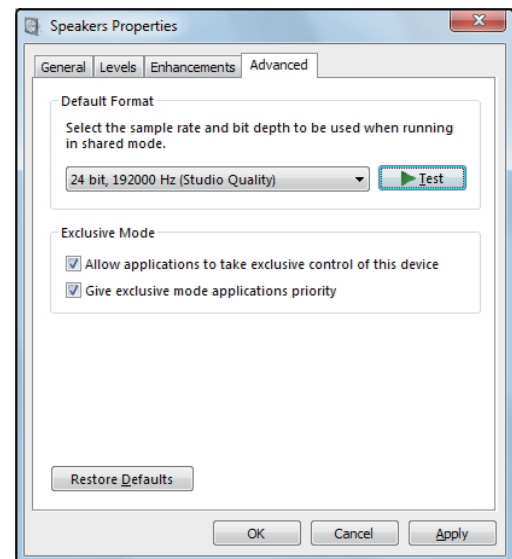 Speakers Properties
General Levels Enhancements Advanced
Default Format
Select the sample rate and bit depth to be used when running
in shared mode.
24 bit, 192000 Hz (Studio Quality)
Test
Exclusive Mode
Allow applications to take exclusive control of this device
Give exclusive mode applications priority
Restore Defaults
OK Cancel Apply